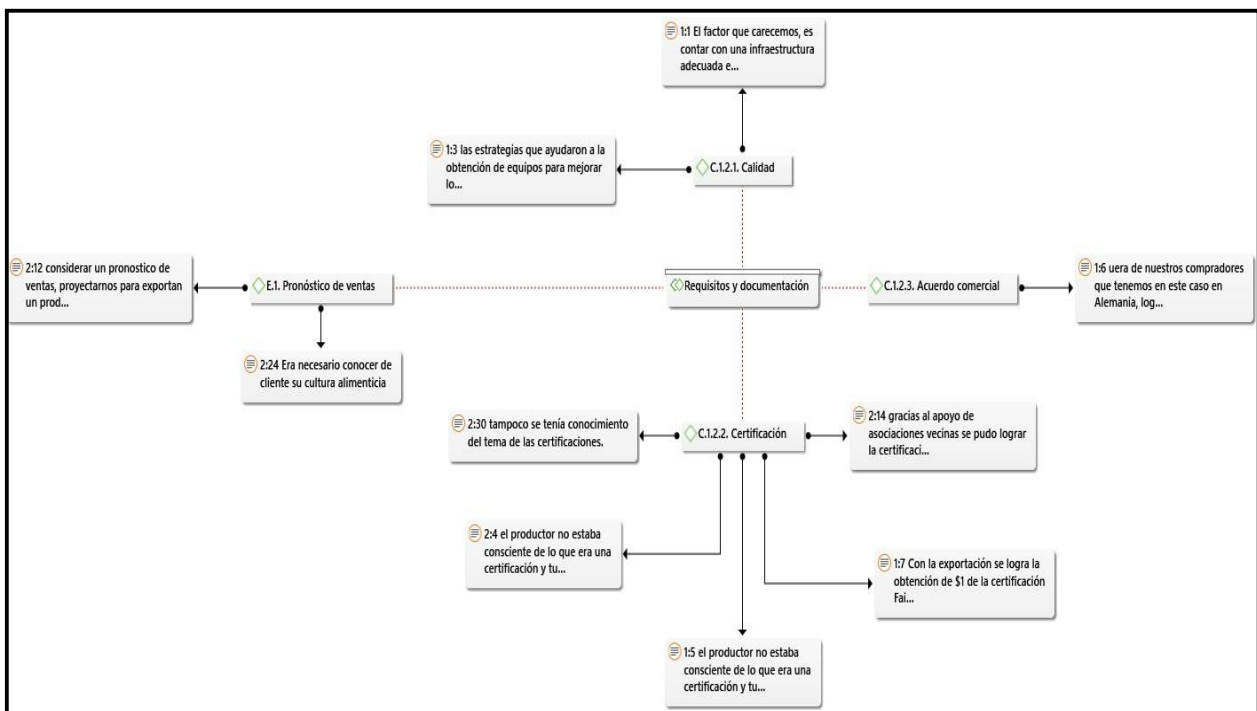 1:1 El factor que carecemos, es
contar con una infraestructura
adecuada e...
1:3 las estrategias que ayudaron a la
obtención de equipos para mejorar
lo...
C.1.2.1. Calidad
2:12 considerar un pronostico de
ventas, proyectarnos para exportan
un prod...
E.1. Pronóstico de ventas
Requisitos y documentación
C.1.2.3. Acuerdo comercial
1:6 uera de nuestros compradores
que tenemos en este caso en
Alemania, log...
2:24 Era necesario conocer de
cliente su cultura alimenticia
2:30 tampoco se tenía conocimiento
del tema de las certificaciones.
C.1.2.2. Certificación
2:14 gracias al apoyo de
asociaciones vecinas se pudo lograr
la certificaci...
2:4 el productor no estaba
consciente de lo que era una
certificación y tu...
1:7 Con la exportación se logra la
obtención de $1 de la certificación
Fai...
1:5 el productor no estaba
consciente de lo que era una
certificación y tu...